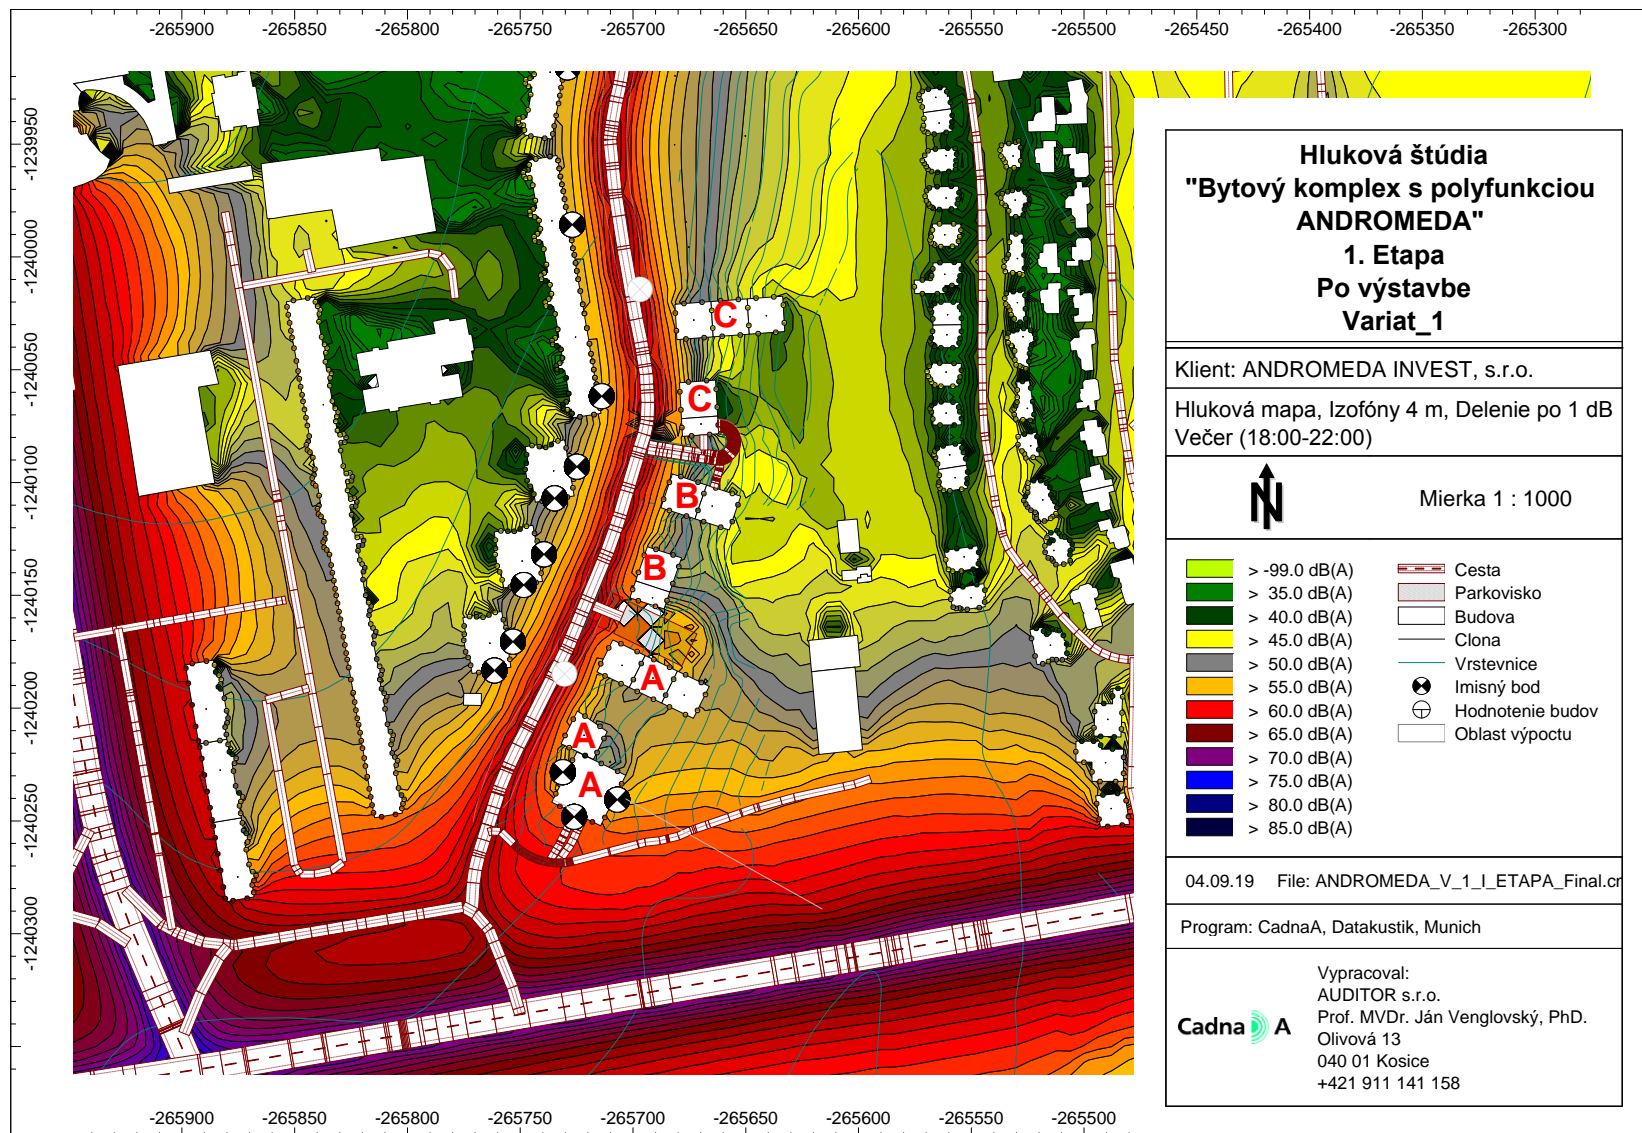 -265900 -265850 -265800 -265750 -265700 -265650 -265600 -265550 -265500 -265450 -265400 -265350 -265300
-1239950
-1240000
-1240050
-1240100
-1240150
-1240200
-1240250
-1240300
C
C
B
B
A
A
A
Hluková štúdia
"Bytový komplex s polyfunkciou
ANDROMEDA"
1. Etapa
Po výstavbe
Variat_1
Klient: ANDROMEDA INVEST, s.r.o.
Hluková mapa, Izofóny 4 m, Delenie po 1 dB
Večer (18:00-22:00)
N
Mierka 1 : 1000
> -99.0 dB(A)
> 35.0 dB(A)
> 40.0 dB(A)
> 45.0 dB(A)
> 50.0 dB(A)
> 55.0 dB(A)
> 60.0 dB(A)
> 65.0 dB(A)
> 70.0 dB(A)
> 75.0 dB(A)
> 80.0 dB(A)
> 85.0 dB(A)
Cesta
Parkovisko
Budova
Clona
Vrstevnice
Imisný bod
Hodnotenie budov
Oblast výpoctu
04.09.19 File: ANDROMEDA_V_1_I_ETAPA_Final.cr
Program: CadnaA, Datakustik, Munich
Cadna A
Vypracoval:
AUDITOR s.r.o.
Prof. MVDr. Ján Venglovský, PhD.
Olivová 13
040 01 Kosice
+421 911 141 158
-265900 -265850 -265800 -265750 -265700 -265650 -265600 -265550 -265500